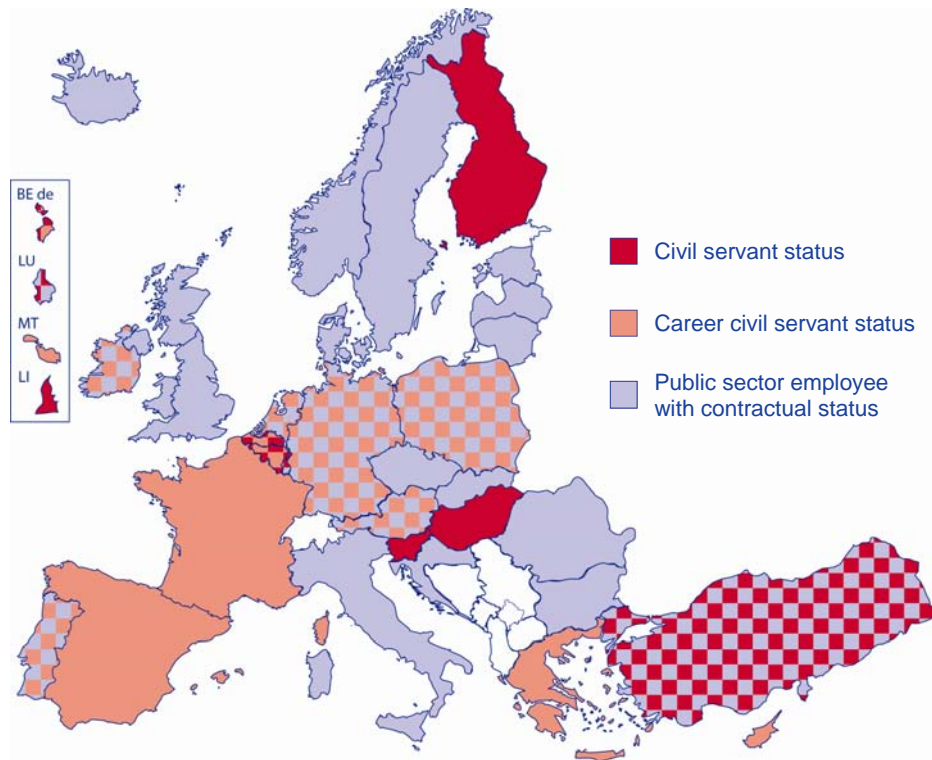 BE de
LU
MT
LI
Civil servant status
Career civil servant status
Public sector employee
with contractual status